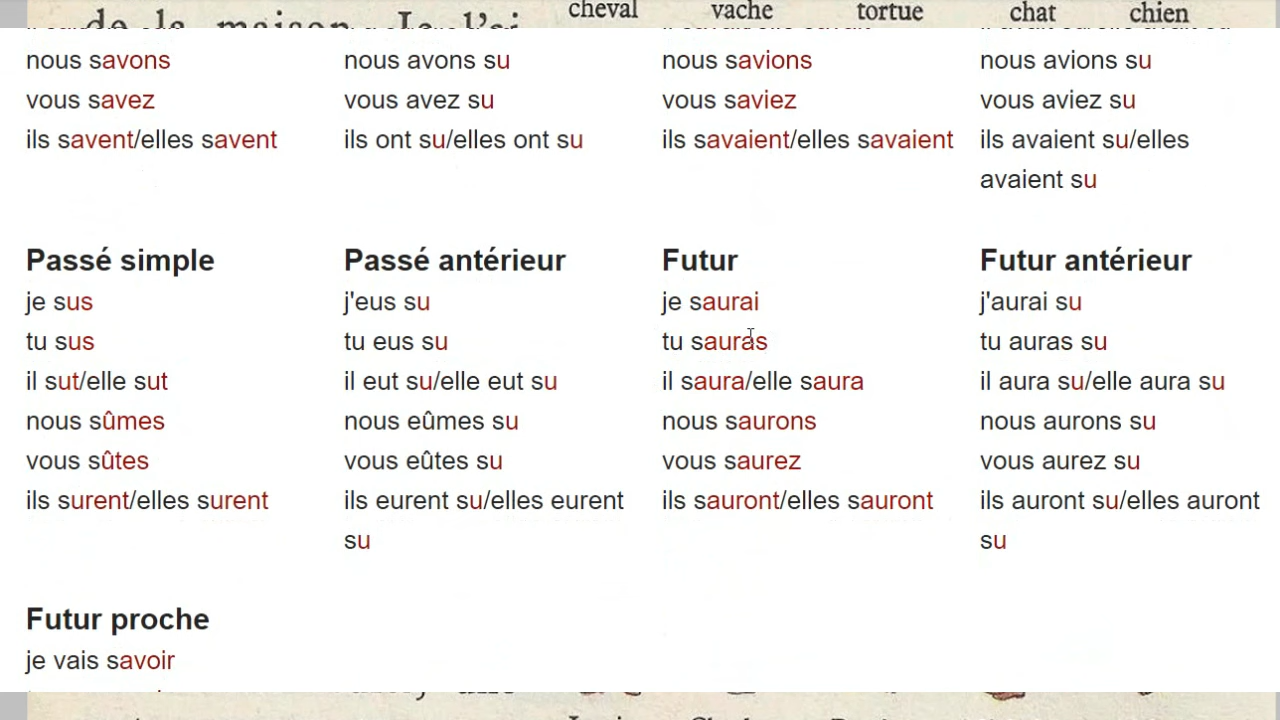 de la maison. Je l'ai
cheval vache tortue chat chien
nous savons
vous savez
ils savent/elles savent
nous avons su
vous avez su
ils ont su/elles ont su
nous savions
vous saviez
ils savaient/elles savaient
nous avions su
vous aviez su
ils avaient su/elles
avaient su
Passé simple
je sus
tu sus
il sut/elle sut
nous sûmes
vous sûtes
ils surent/elles surent
Passé antérieur
j'eus su
tu eus su
il eut su/elle eut su
nous eûmes su
vous eûtes su
ils eurent su/elles eurent
su
Futur
je saurai
tu sauras
il saura/elle saura
nous saurons
vous saurez
ils sauront/elles sauront
Futur antérieur
j'aurai su
tu auras su
il aura su/elle aura su
nous aurons su
vous aurez su
ils auront su/elles auront
su
Futur proche
je vais savoir